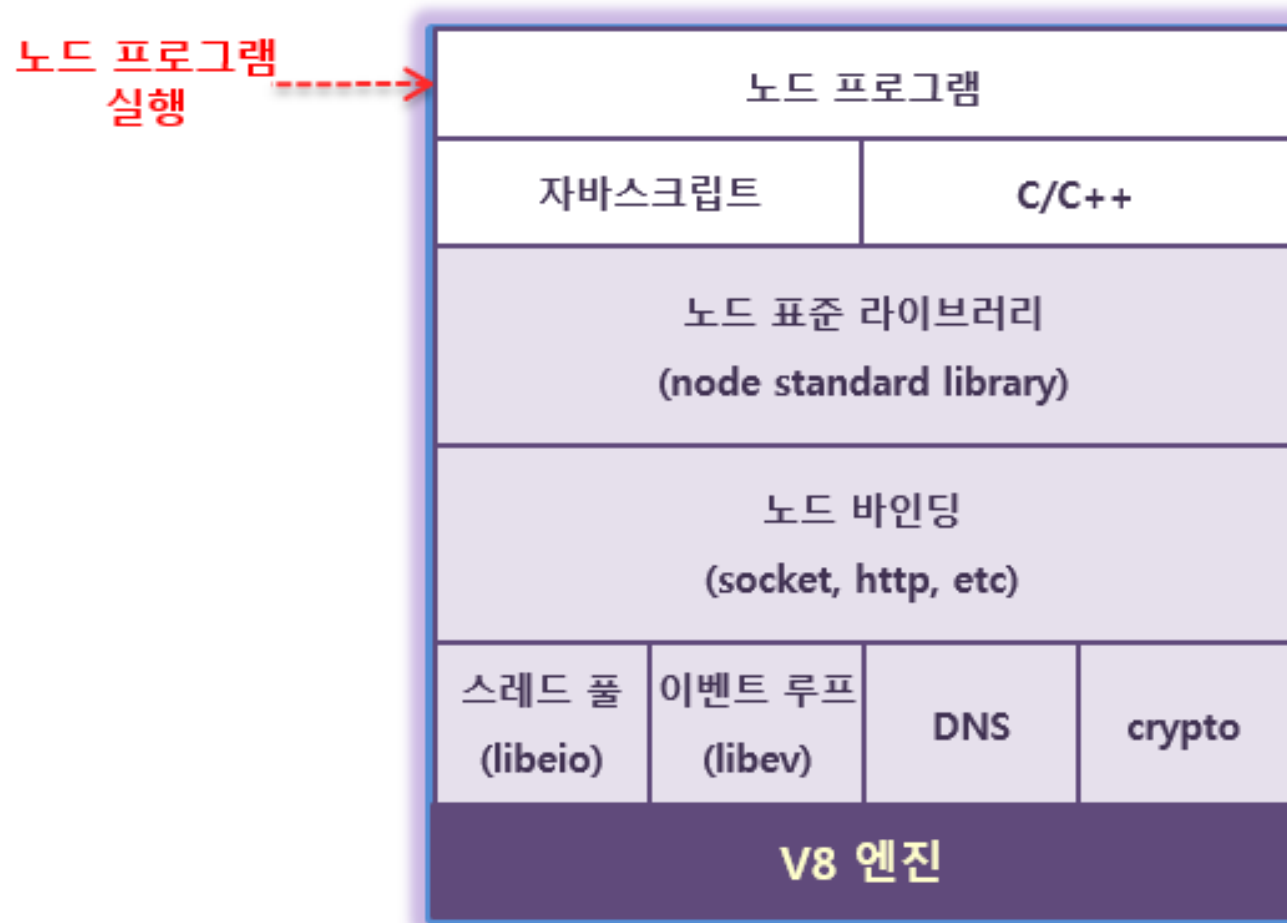 노드 프로그램
실행
노드 프로그램
자바스크립트
C/C++
노드 표준 라이브러리
(node standard library)
노드 바인딩
(socket, http, etc)
스레드 풀
(libeio)
이벤트 루프
(libev)
DNS
crypto
V8 엔진